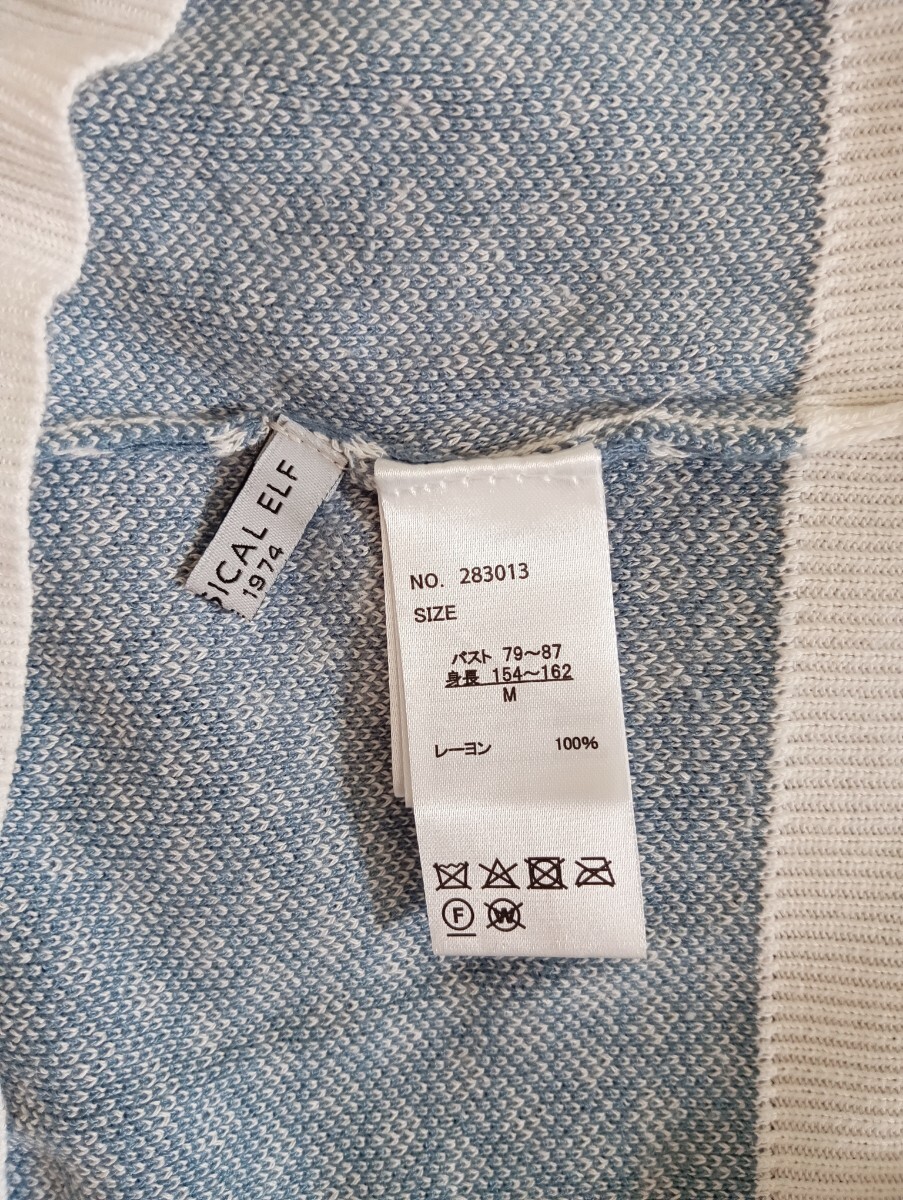 SICAL ELF
1974
NO. 283013
SIZE
バスト 79～87
身長 154～162
M
レーヨン 100%
F
W